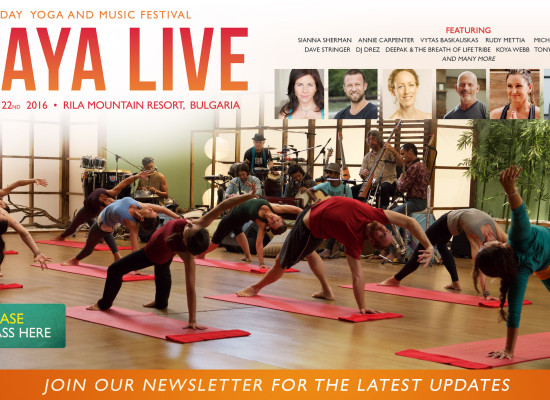 DAY YOGA AND MUSIC FESTIVAL
AYA LIVE
22ND 2016 • RILA MOUNTAIN RESORT, BULGARIA
FEATURING
SIANNA SHERMAN ANNIE CARPENTER VYTAS BASKAUSKAS RUDY METTIA MICH
DAVE STRINGER DJ DREZ DEEPAK & THE BREATH OF LIFE TRIBE KOYA WEBB TONY
AND MANY MORE
ASE
ASS HERE
JOIN OUR NEWSLETTER FOR THE LATEST UPDATES